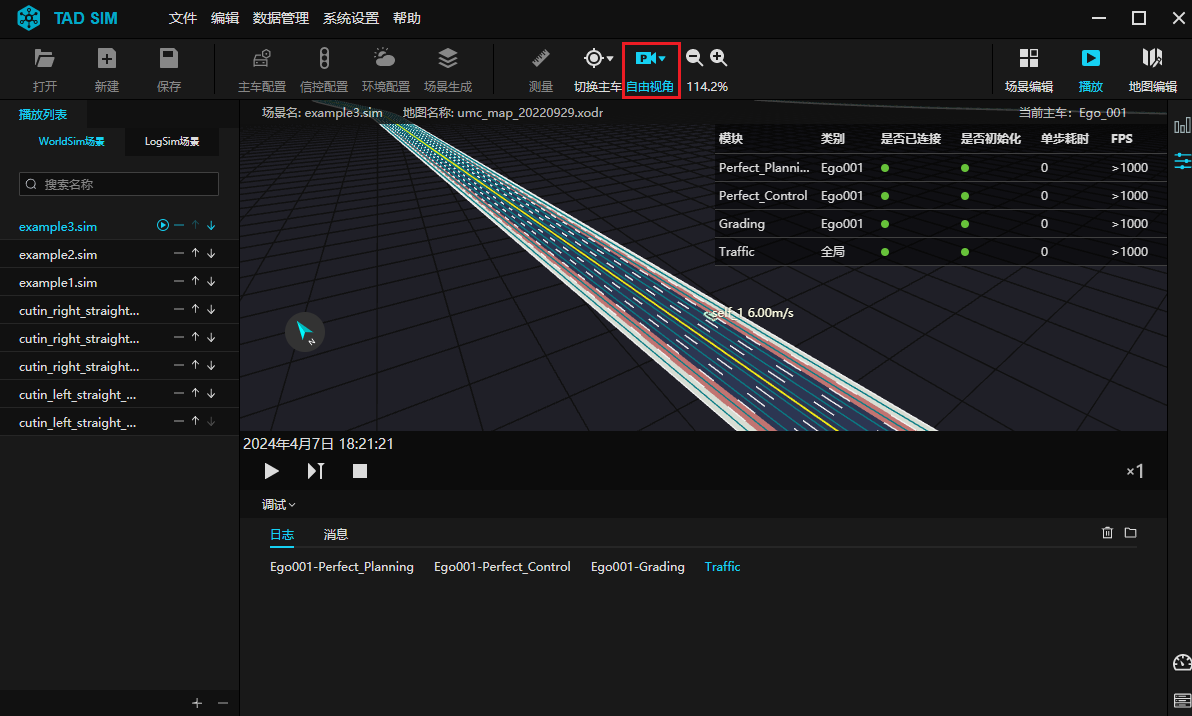 TAD SIM 文件 编辑 数据管理 系统设置 帮助
打开 新建 保存 主车配置 信控配置 环境配置 场景生成 测量 切换主车 自由视角 114.2% 场景编辑 播放 地图编辑
播放列表
WorldSim场景 LogSim场景
搜索名称
example3.sim
example2.sim
example1.sim
cutin_right_straight...
cutin_right_straight...
cutin_right_straight...
cutin_left_straight_...
cutin_left_straight_...
场景名: example3.sim 地图名称: umc_map_20220929.xodr 当前主车: Ego_001
模块 类别 是否已连接 是否初始化 单步耗时 FPS
Perfect_Planni... Ego001 0 >1000
Perfect_Control Ego001 0 >1000
Grading Ego001 0 >1000
Traffic 全局 0 >1000
self_1 6.00m/s
N
2024年4月7日 18:21:21
×1
调试
日志 消息
Ego001-Perfect_Planning Ego001-Perfect_Control Ego001-Grading Traffic